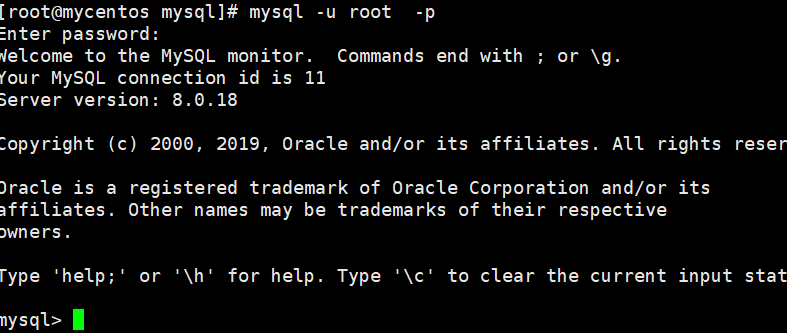 [root@mycentos mysql]# mysql -u root  -p
Enter password:
Welcome to the MySQL monitor.  Commands end with ; or \g.
Your MySQL connection id is 11
Server version: 8.0.18
Copyright (c) 2000, 2019, Oracle and/or its affiliates. All rights reser
Oracle is a registered trademark of Oracle Corporation and/or its
affiliates. Other names may be trademarks of their respective
owners.
Type 'help;' or '\h' for help. Type '\c' to clear the current input stat
mysql>